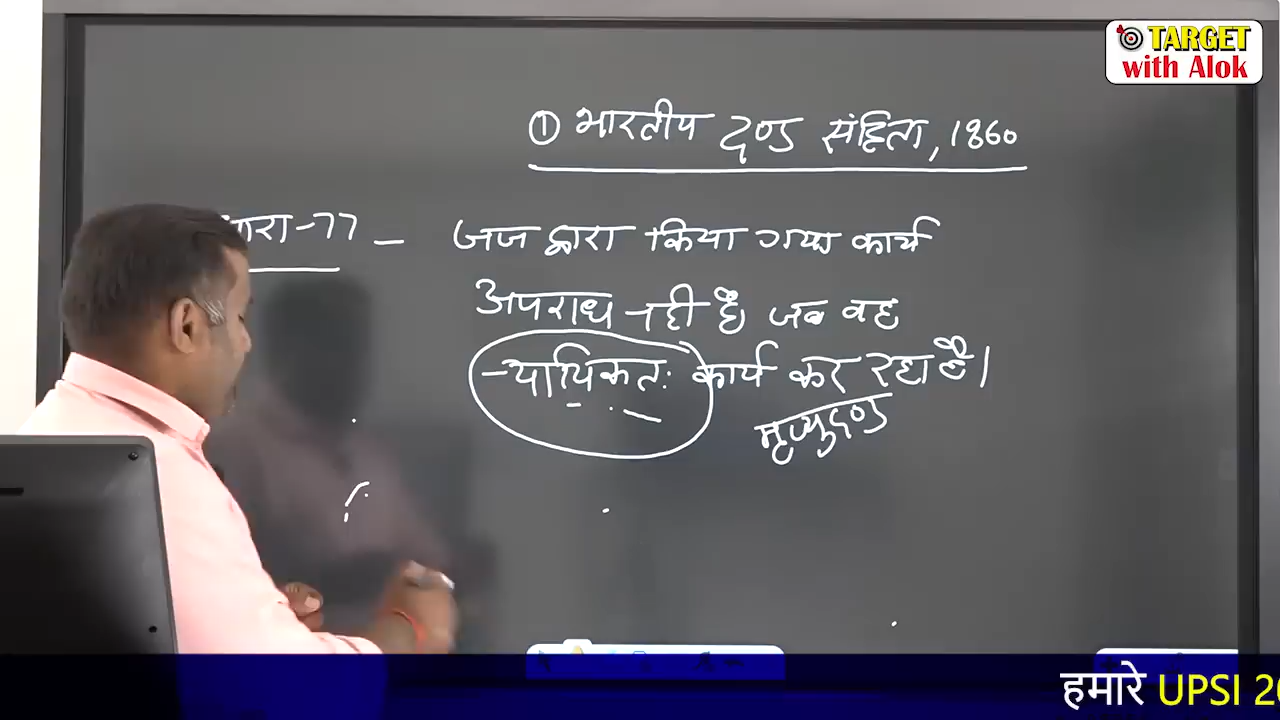 TARGET
with Alok
① भारतीय दण्ड संहिता, 1860
धारा-77 – जज द्वारा किया गया कार्य
अपराध नहीं है जब वह
न्यायिकतः कार्य कर रहा है।
मृत्युदण्ड
हमारे UPSI